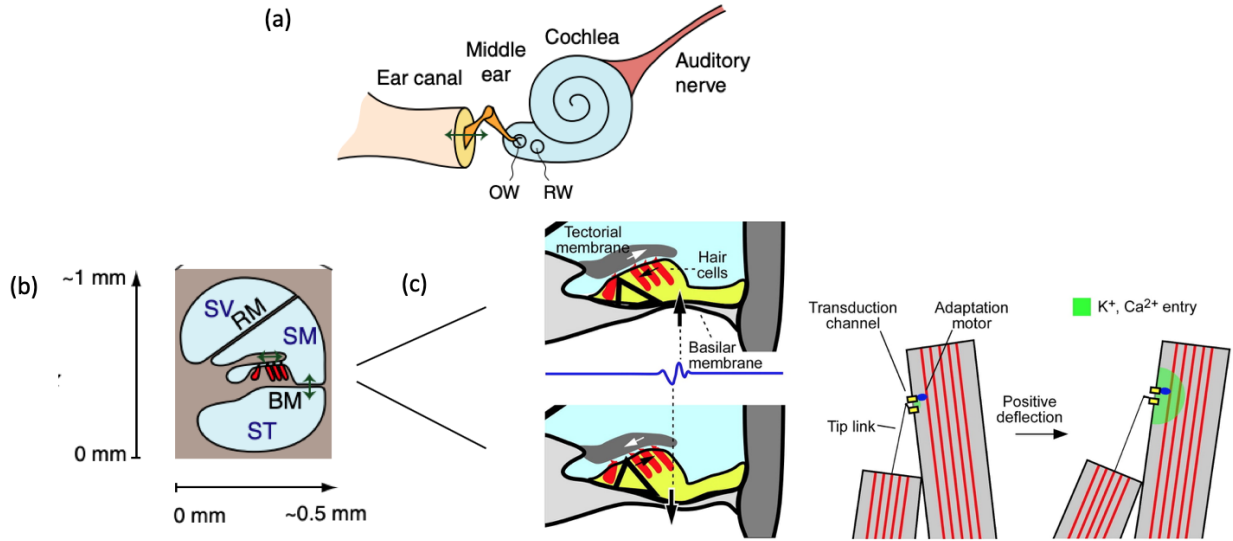 (a)
Cochlea
Middle
ear
Auditory
nerve
Ear canal
OW
RW
(b)
~1 mm
0 mm
SV
RM
SM
BM
ST
0 mm
~0.5 mm
(c)
Tectorial
membrane
Hair
cells
Basilar
membrane
Transduction
channel
Adaptation
motor
Tip link
Positive
deflection
K⁺, Ca²⁺ entry